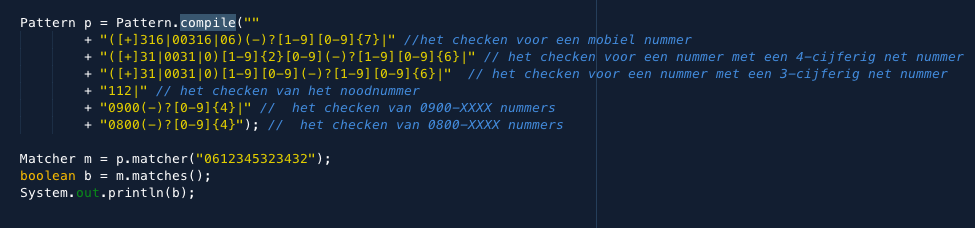 Pattern p = Pattern.compile(""
+ "([+]316|00316|06)(-)?[1-9][0-9]{7}|" //het checken voor een mobiel nummer
+ "([+]31|0031|0)[1-9]{2}[0-9](-)?[1-9][0-9]{6}|" // het checken voor een nummer met een 4-cijferig net nummer
+ "([+]31|0031|0)[1-9][0-9](-)?[1-9][0-9]{6}|"  // het checken voor een nummer met een 3-cijferig net nummer
+ "112|" // het checken van het noodnummer
+ "0900(-)?[0-9]{4}|" //  het checken van 0900-XXXX nummers
+ "0800(-)?[0-9]{4}"); //  het checken van 0800-XXXX nummers
Matcher m = p.matcher("0612345323432");
boolean b = m.matches();
System.out.println(b);